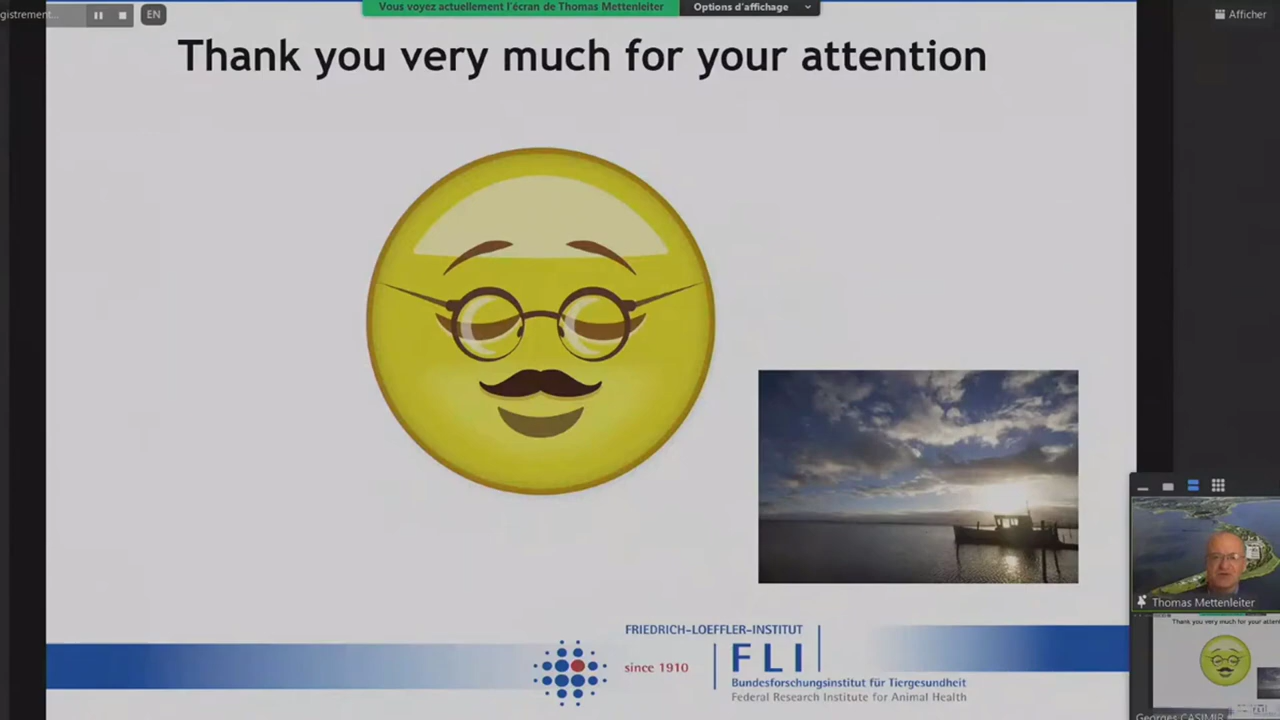 gistrement...
EN
Vous voyez actuellement l'écran de Thomas Mettenleiter
Options d'affichage
Afficher
Thank you very much for your attention
Thomas Mettenleiter
Thank you very much for your attent
FRIEDRICH-LOEFFLER-INSTITUT
since 1910
FLI
Bundesforschungsinstitut für Tiergesundheit
Federal Research Institute for Animal Health
FLI
Georges CASIMIR